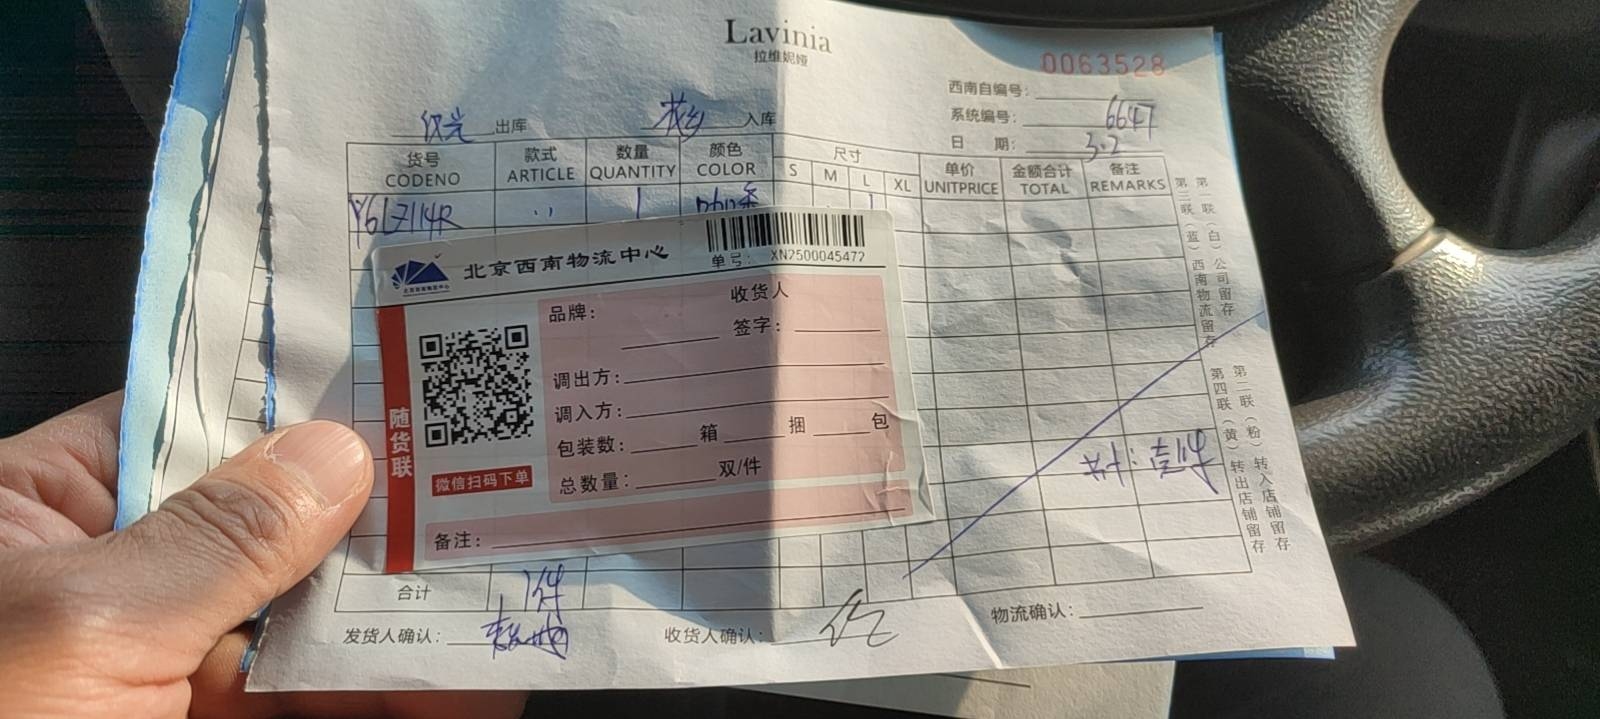 Lavinia
拉维妮娅
0063528
西南自编号：
系统编号： 6647
日 期： 3.2
出库 入库
货号 款式 数量 颜色 尺寸 单价 金额合计 备注
CODENO ARTICLE QUANTITY COLOR S M L XL UNITPRICE TOTAL REMARKS
Y6LZ114R 1 1
北京西南物流中心
单号： XN2500045472
品牌： 收货人
签字：
调出方：
调入方：
包装数： 箱 捆 包
总数量： 双/件
备注：
随货联
微信扫码下单
共计：壹件
合计 1件
发货人确认： 收货人确认： 物流确认：
第一联（白）公司留存 第二联（粉）转入店铺留存
第三联（蓝）西南物流留存 第四联（黄）转出店铺留存